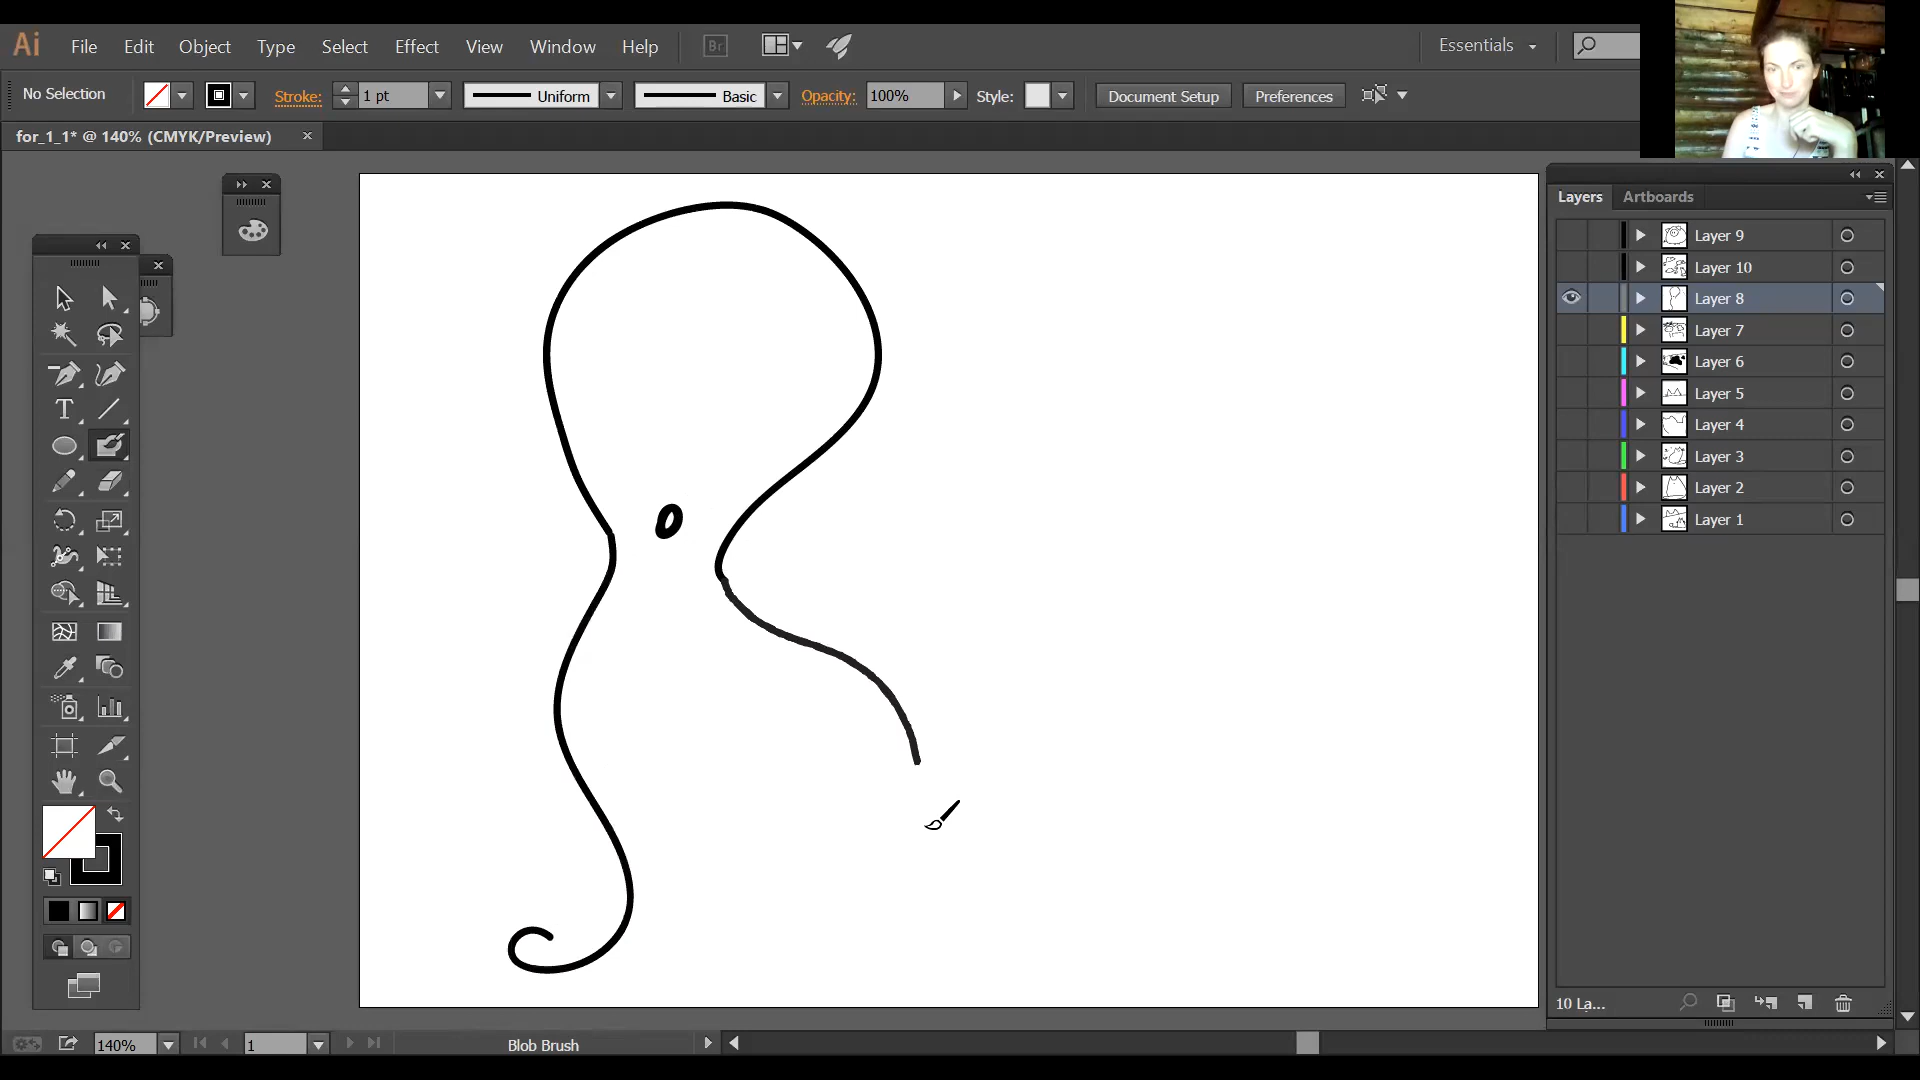 Ai File Edit Object Type Select Effect View Window Help Br Essentials
No Selection Stroke: 1 pt Uniform Basic Opacity: 100% Style: Document Setup Preferences
for_1_1* @ 140% (CMYK/Preview)
Layers Artboards
Layer 9
Layer 10
Layer 8
Layer 7
Layer 6
Layer 5
Layer 4
Layer 3
Layer 2
Layer 1
10 La...
140% 1 Blob Brush